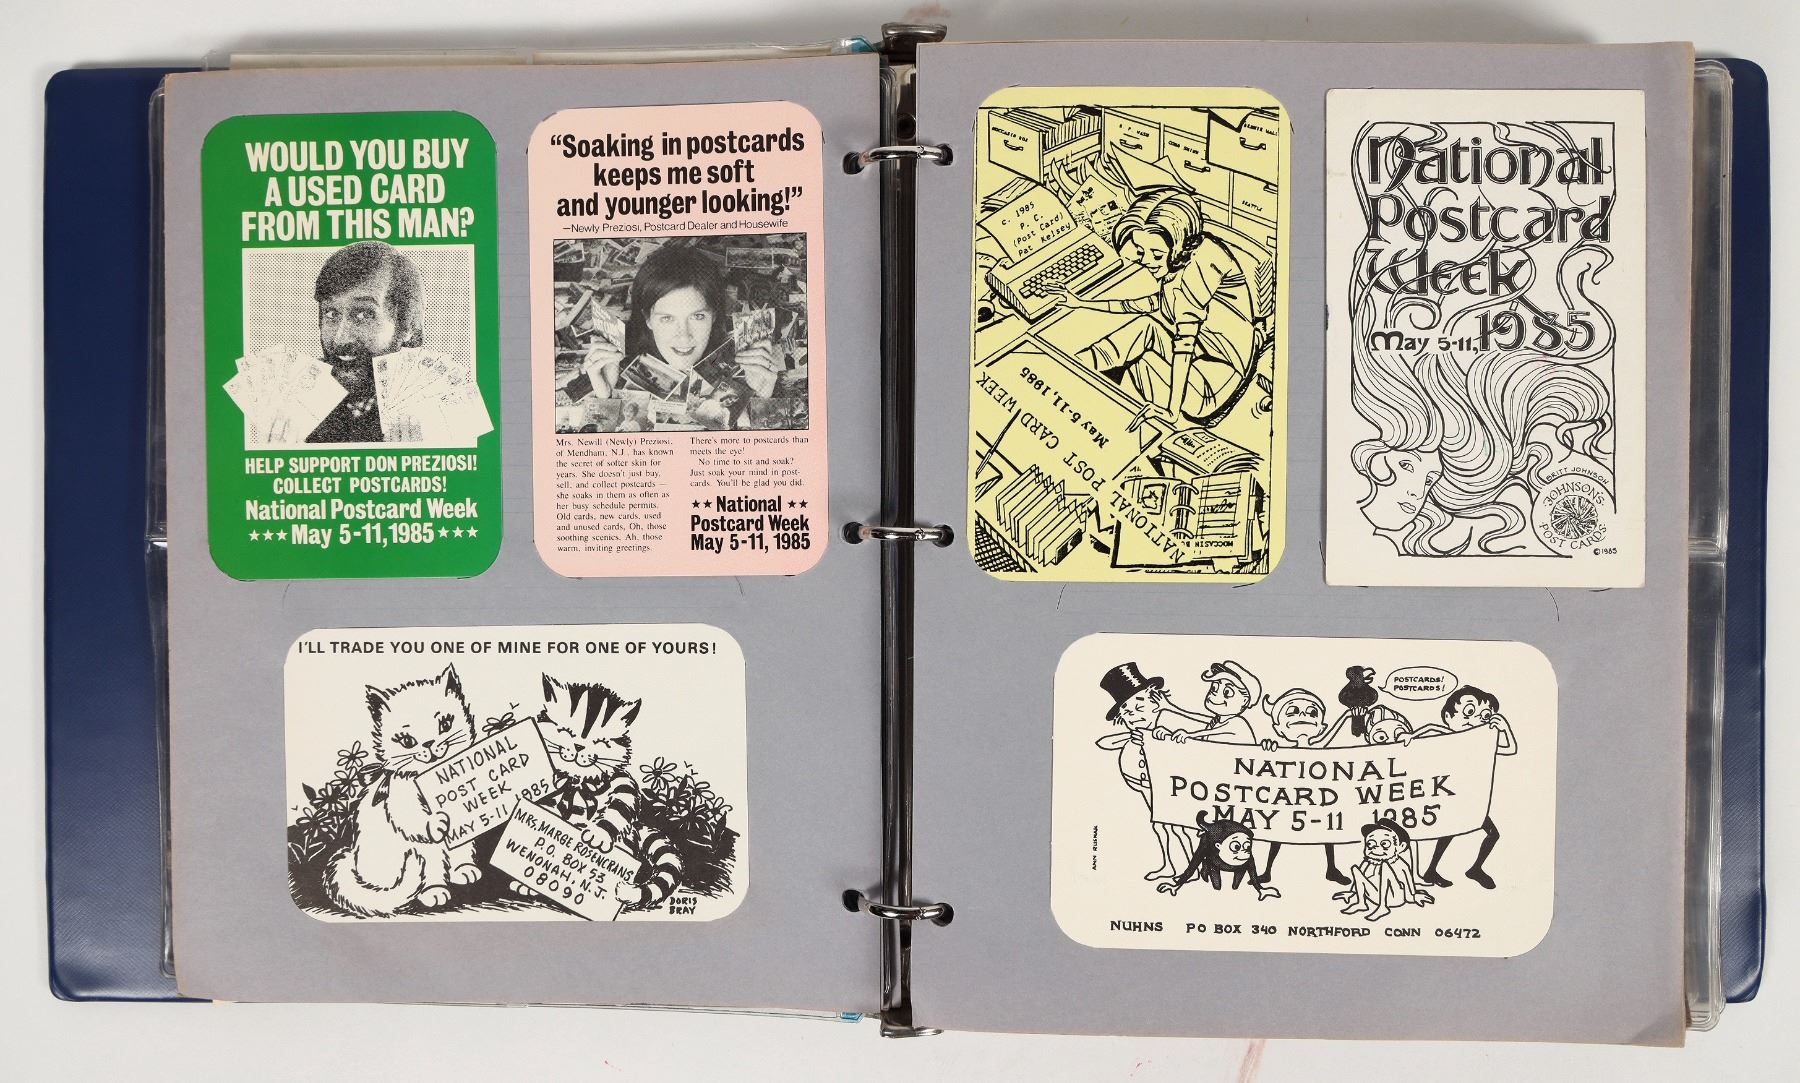 WOULD YOU BUY
A USED CARD
FROM THIS MAN?
HELP SUPPORT DON PREZIOSI!
COLLECT POSTCARDS!
National Postcard Week
★★★May 5-11,1985★★★
“Soaking in postcards
keeps me soft
and younger looking!”
—Newly Preziosi, Postcard Dealer and Housewife
Mrs. Newill (Newly) Preziosi,
of Mendham, N.J., has known
the secret of softer skin for
years. She doesn't just buy,
sell, and collect postcards —
she soaks in them as often as
her busy schedule permits.
Old cards, new cards, used
and unused cards, Oh, those
soothing scenics. Ah, those
warm, inviting greetings.
There's more to postcards than
meets the eye!
No time to sit and soak?
Just soak your mind in post-
cards. You'll be glad you did.
★★ National ★★
Postcard Week
May 5-11, 1985
I'LL TRADE YOU ONE OF MINE FOR ONE OF YOURS!
NATIONAL
POST CARD
WEEK
MAY 5-11 1985
MRS. MARGE ROSENCRANS
P.O. BOX 53
WENONAH, N.J.
08090
DORIS
BRAY
MOCCASIN BOX
SEATTLE
c. 1985
P. C.
(Post Card)
Pat Kelsey
NATIONAL POST CARD WEEK
May 5-11, 1985
National
Postcard
Week
May 5-11, 1985
BRITT JOHNSON
JOHNSON'S
POST CARDS
©1985
POSTCARDS!
POSTCARDS!
NATIONAL
POSTCARD WEEK
MAY 5-11 1985
ANN RUSNAK
NUHNS PO BOX 340 NORTHFORD CONN 06472